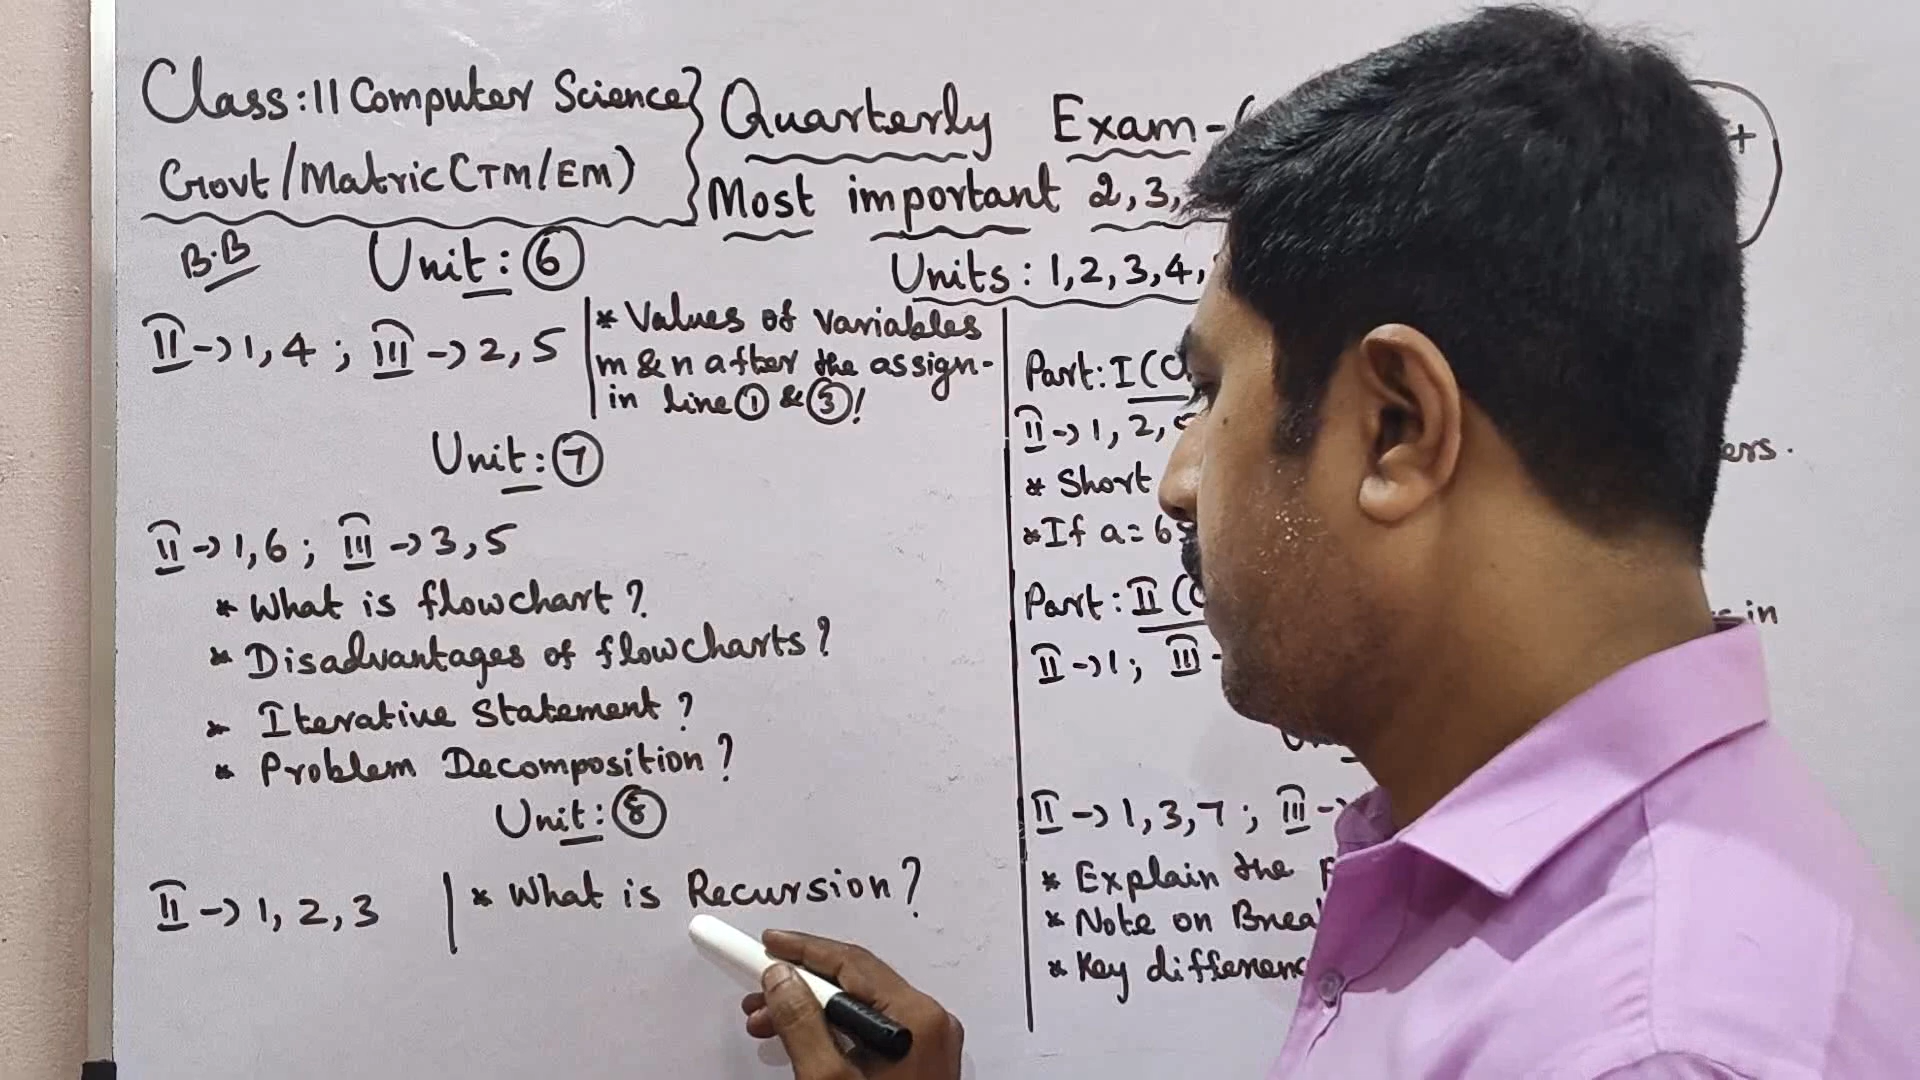 Class:11 Computer Science
Govt/Matric(TM/EM)
Quarterly Exam-
Most important 2,3,
B.B
Unit: 6
Units: 1,2,3,4,
II -> 1,4 ; III -> 2,5
* Values of variables
m & n after the assign-
in line 1 & 3!
Unit: 7
II -> 1,6 ; III -> 3,5
* What is flowchart?
* Disadvantages of flowcharts?
* Iterative Statement?
* Problem Decomposition?
Unit: 8
II -> 1, 2, 3
* What is Recursion?
+
Part: I (
II -> 1, 2,
ers.
* Short
* If a = 6
Part: II (
in
II -> 1; III -
II -> 1, 3, 7 ; III ->
* Explain the
* Note on
* Key